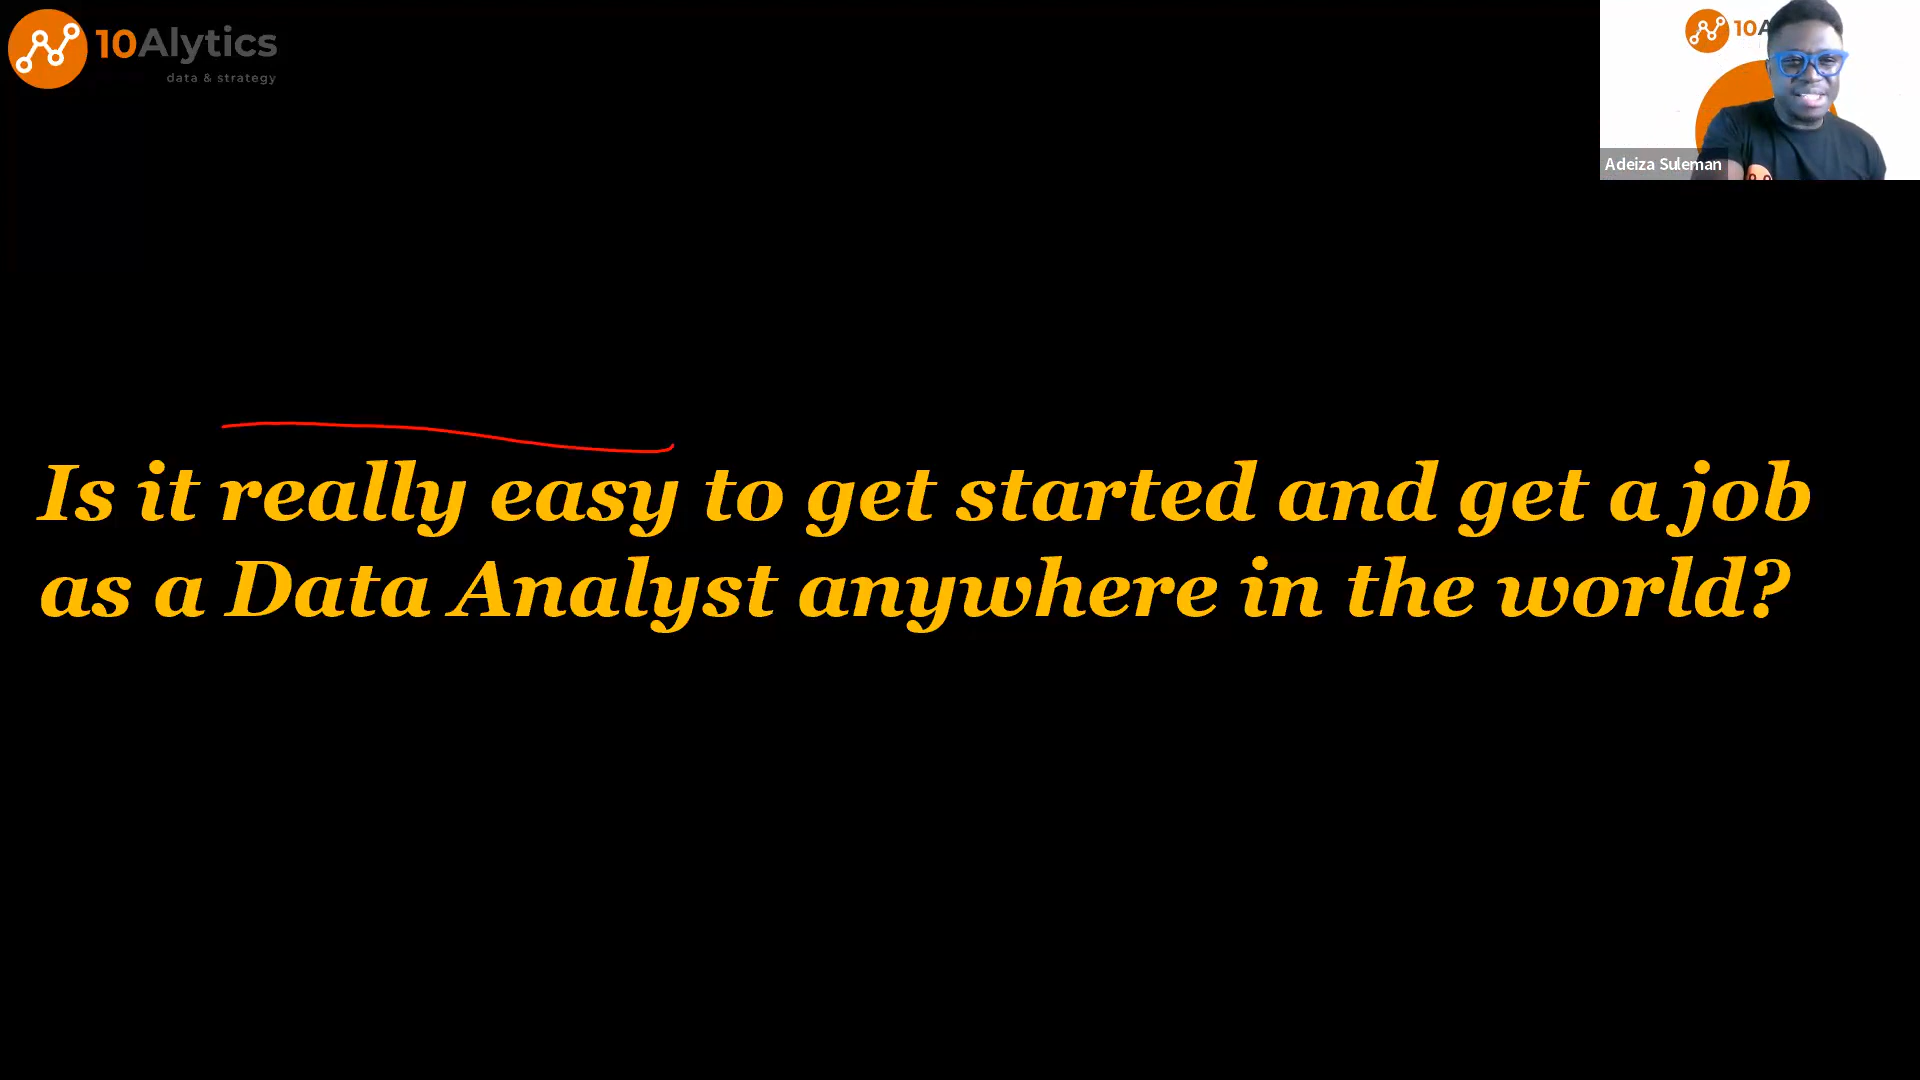 10Alytics
data & strategy
10A
Adeiza Suleman
Is it really easy to get started and get a job
as a Data Analyst anywhere in the world?